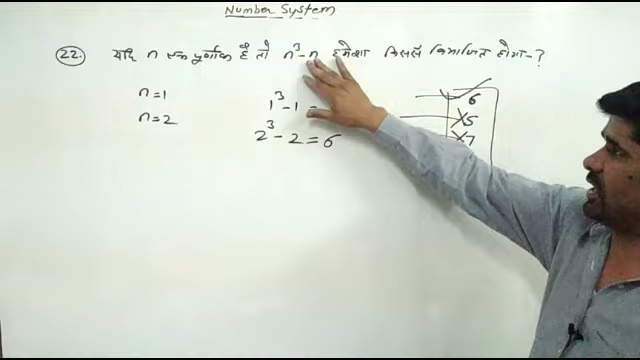 Number System
22. यदि n एक पूर्णांक है तो n³-n हमेशा किससे विभाजित होगा-?
n=1 1³-1 = 6
n=2 2³-2=6 5
7